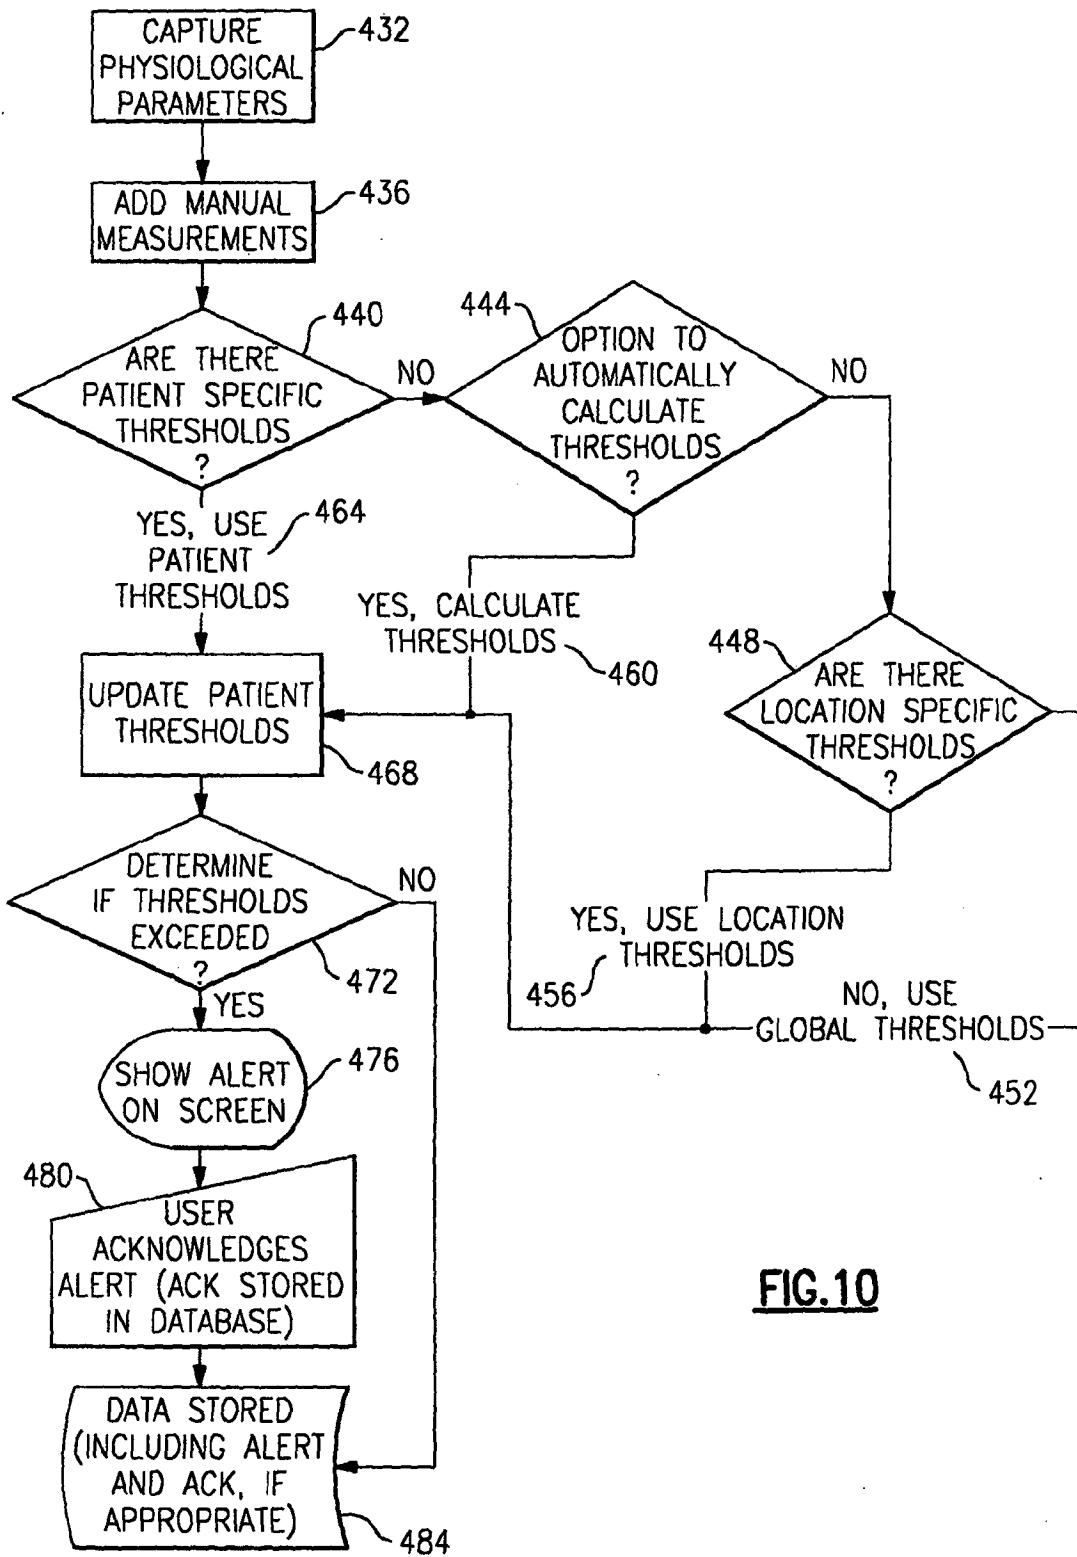 CAPTURE
PHYSIOLOGICAL
PARAMETERS
432
ADD MANUAL
MEASUREMENTS
436
ARE THERE
PATIENT SPECIFIC
THRESHOLDS
?
440
NO
444
OPTION TO
AUTOMATICALLY
CALCULATE
THRESHOLDS
?
NO
YES, USE
PATIENT
THRESHOLDS
464
YES, CALCULATE
THRESHOLDS
460
448
ARE THERE
LOCATION SPECIFIC
THRESHOLDS
?
UPDATE PATIENT
THRESHOLDS
468
DETERMINE
IF THRESHOLDS
EXCEEDED
?
472
NO
YES
YES, USE LOCATION
THRESHOLDS
456
NO, USE
GLOBAL THRESHOLDS
452
SHOW ALERT
ON SCREEN
476
480
USER
ACKNOWLEDGES
ALERT (ACK STORED
IN DATABASE)
DATA STORED
(INCLUDING ALERT
AND ACK, IF
APPROPRIATE)
484
FIG.10